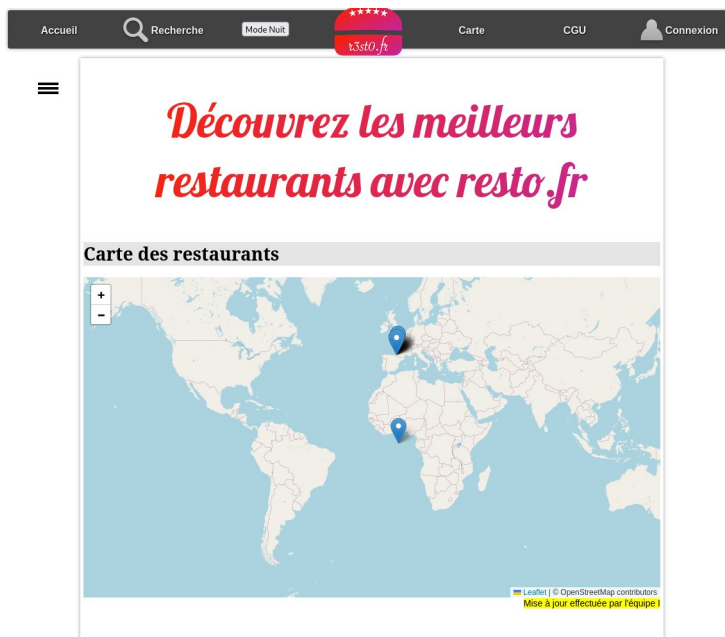 Accueil
Recherche
Mode Nuit
r3st0.fr
Carte
CGU
Connexion
Découvrez les meilleurs
restaurants avec resto.fr
Carte des restaurants
+
−
Leaflet | © OpenStreetMap contributors
Mise à jour effectuée par l'équipe I